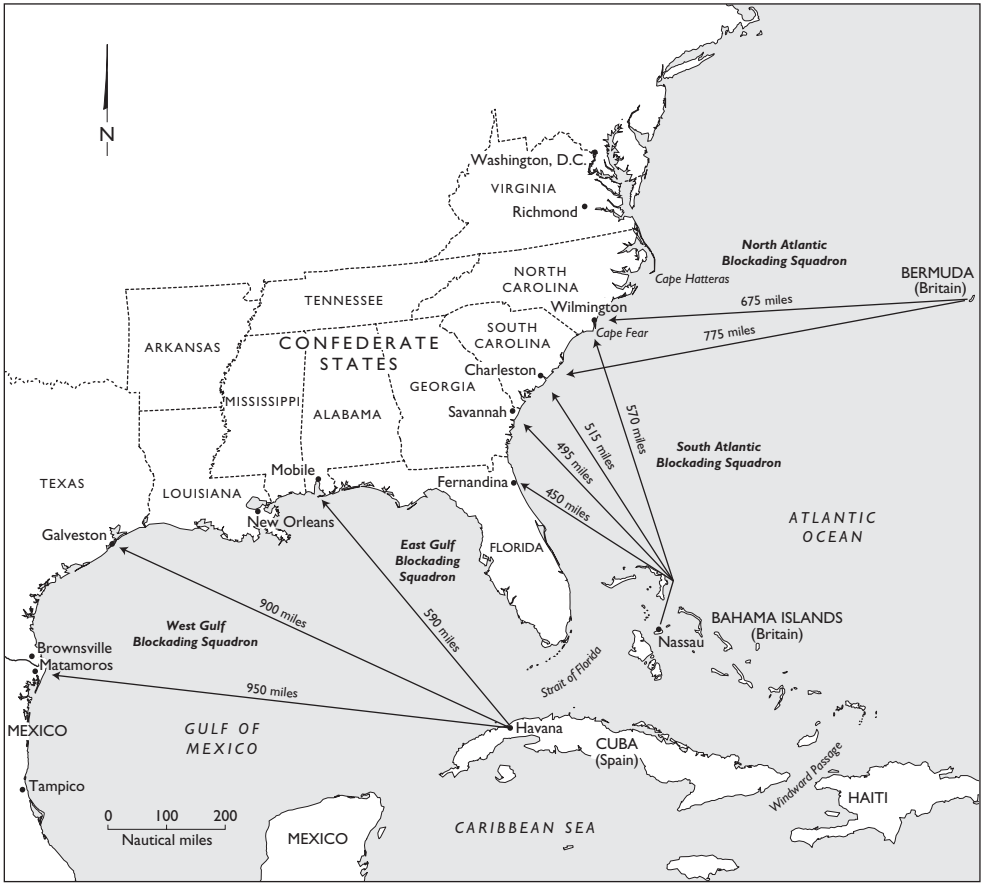 N
Washington, D.C.
VIRGINIA
Richmond
North Atlantic
Blockading Squadron
Cape Hatteras
BERMUDA
(Britain)
NORTH
CAROLINA
TENNESSEE
675 miles
Wilmington
Cape Fear
775 miles
SOUTH
CAROLINA
ARKANSAS
CONFEDERATE
STATES
Charleston
GEORGIA
MISSISSIPPI
ALABAMA
Savannah
570 miles
515 miles
495 miles
450 miles
South Atlantic
Blockading Squadron
Mobile
Fernandina
TEXAS
LOUISIANA
New Orleans
Galveston
ATLANTIC
OCEAN
East Gulf
Blockading
Squadron
FLORIDA
900 miles
590 miles
West Gulf
Blockading Squadron
BAHAMA ISLANDS
(Britain)
Nassau
Brownsville
Matamoros
Strait of Florida
950 miles
MEXICO
GULF OF
MEXICO
Havana
CUBA
(Spain)
Windward Passage
Tampico
HAITI
0 100 200
Nautical miles
MEXICO
CARIBBEAN SEA